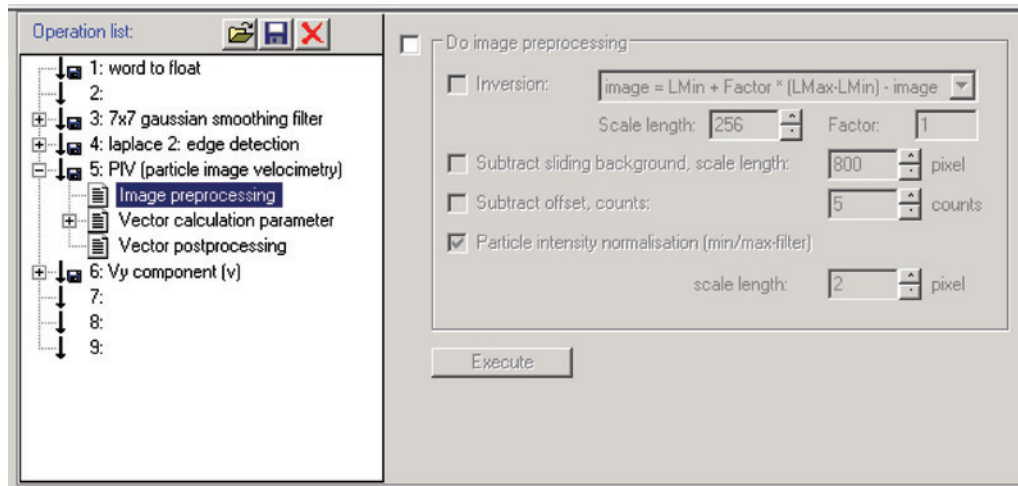 Operation list:
1: word to float
2:
3: 7x7 gaussian smoothing filter
4: laplace 2: edge detection
5: PIV (particle image velocimetry)
Image preprocessing
Vector calculation parameter
Vector postprocessing
6: Vy component (v)
7:
8:
9:
Do image preprocessing
Inversion: image = LMin + Factor * (LMax-LMin) - image
Scale length: 256 Factor: 1
Subtract sliding background, scale length: 800 pixel
Subtract offset, counts: 5 counts
Particle intensity normalisation (min/max-filter)
scale length: 2 pixel
Execute